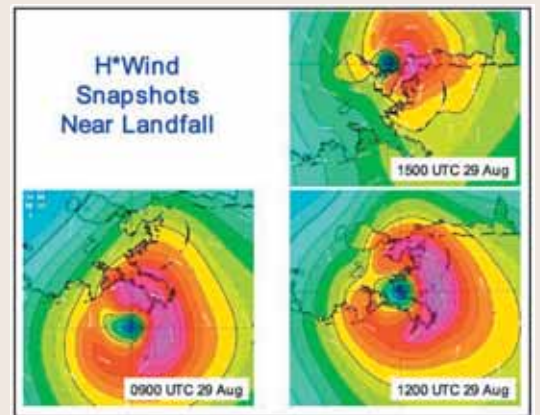 H*Wind
Snapshots
Near Landfall
1500 UTC 29 Aug
0900 UTC 29 Aug
1200 UTC 29 Aug